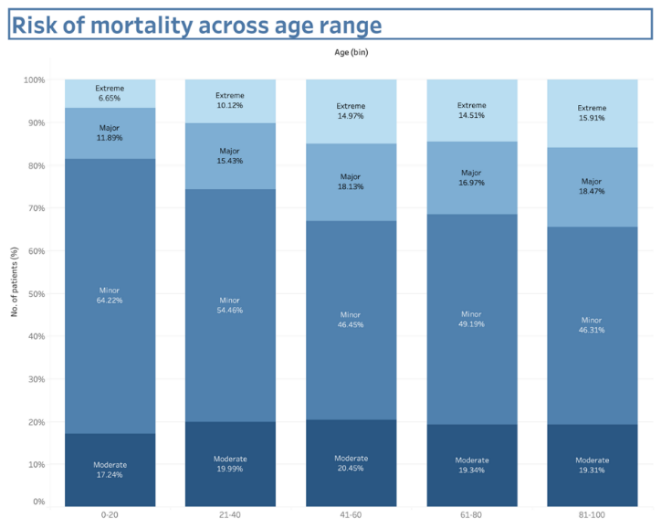 Risk of mortality across age range
Age (bin)
No. of patients (%)
100%
90%
80%
70%
60%
50%
40%
30%
20%
10%
0%
Extreme
6.65%
Major
11.89%
Minor
64.22%
Moderate
17.24%
Extreme
10.12%
Major
15.43%
Minor
54.46%
Moderate
19.99%
Extreme
14.97%
Major
18.13%
Minor
46.45%
Moderate
20.45%
Extreme
14.51%
Major
16.97%
Minor
49.19%
Moderate
19.34%
Extreme
15.91%
Major
18.47%
Minor
46.31%
Moderate
19.31%
0-20
21-40
41-60
61-80
81-100